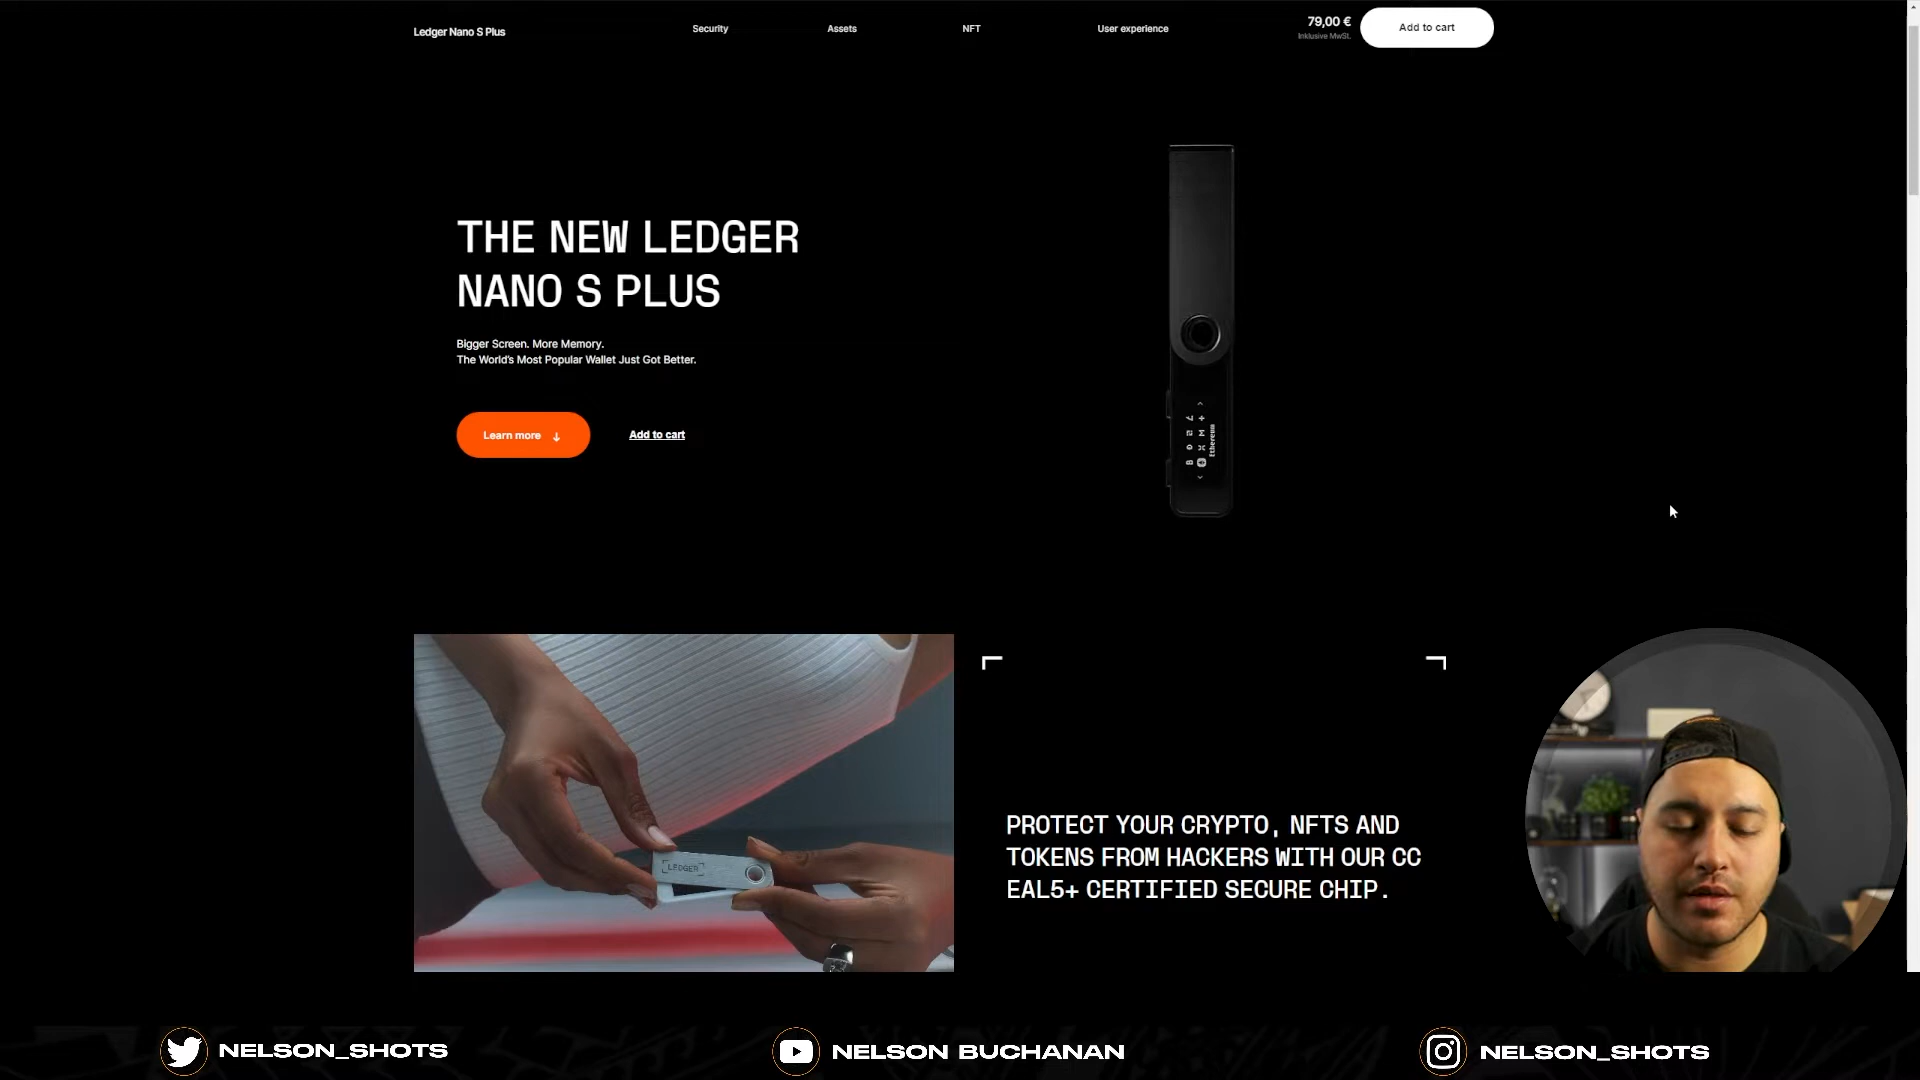 Ledger Nano S Plus
Security
Assets
NFT
User experience
79,00 €
Inklusive MwSt.
Add to cart
THE NEW LEDGER
NANO S PLUS
Bigger Screen. More Memory.
The World's Most Popular Wallet Just Got Better.
Learn more ↓
Add to cart
Ethereum
LEDGER
PROTECT YOUR CRYPTO, NFTS AND
TOKENS FROM HACKERS WITH OUR CC
EAL5+ CERTIFIED SECURE CHIP.
NELSON_SHOTS
NELSON BUCHANAN
NELSON_SHOTS